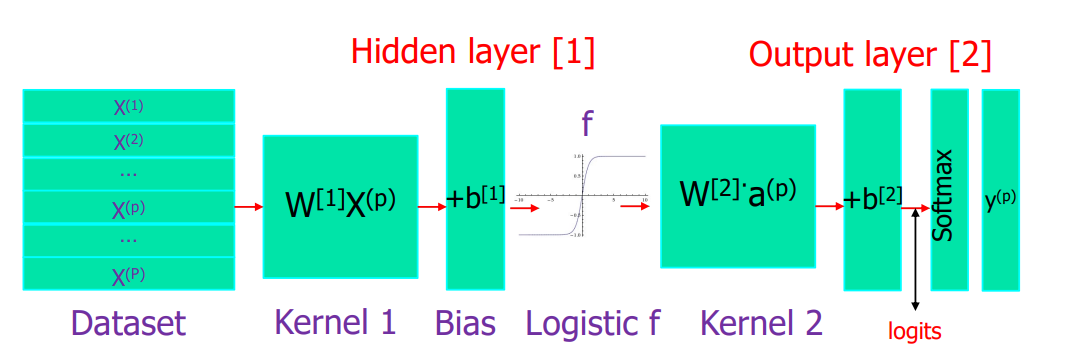 Hidden layer [1]
Output layer [2]
X(1)
X(2)
...
X(p)
...
X(P)
W[1]X(p)
+b[1]
f
1.0
0.5
-10
-5
5
10
-0.5
-1.0
W[2]·a(p)
+b[2]
Softmax
y(p)
Dataset
Kernel 1
Bias
Logistic f
Kernel 2
logits